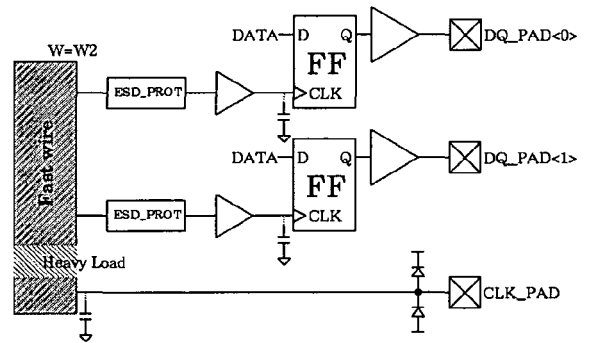 DATA D Q DQ_PAD<0>
W=W2
FF
ESD_PROT
CLK
Fast wire
DATA D Q DQ_PAD<1>
FF
ESD_PROT
CLK
Heavy Load
CLK_PAD